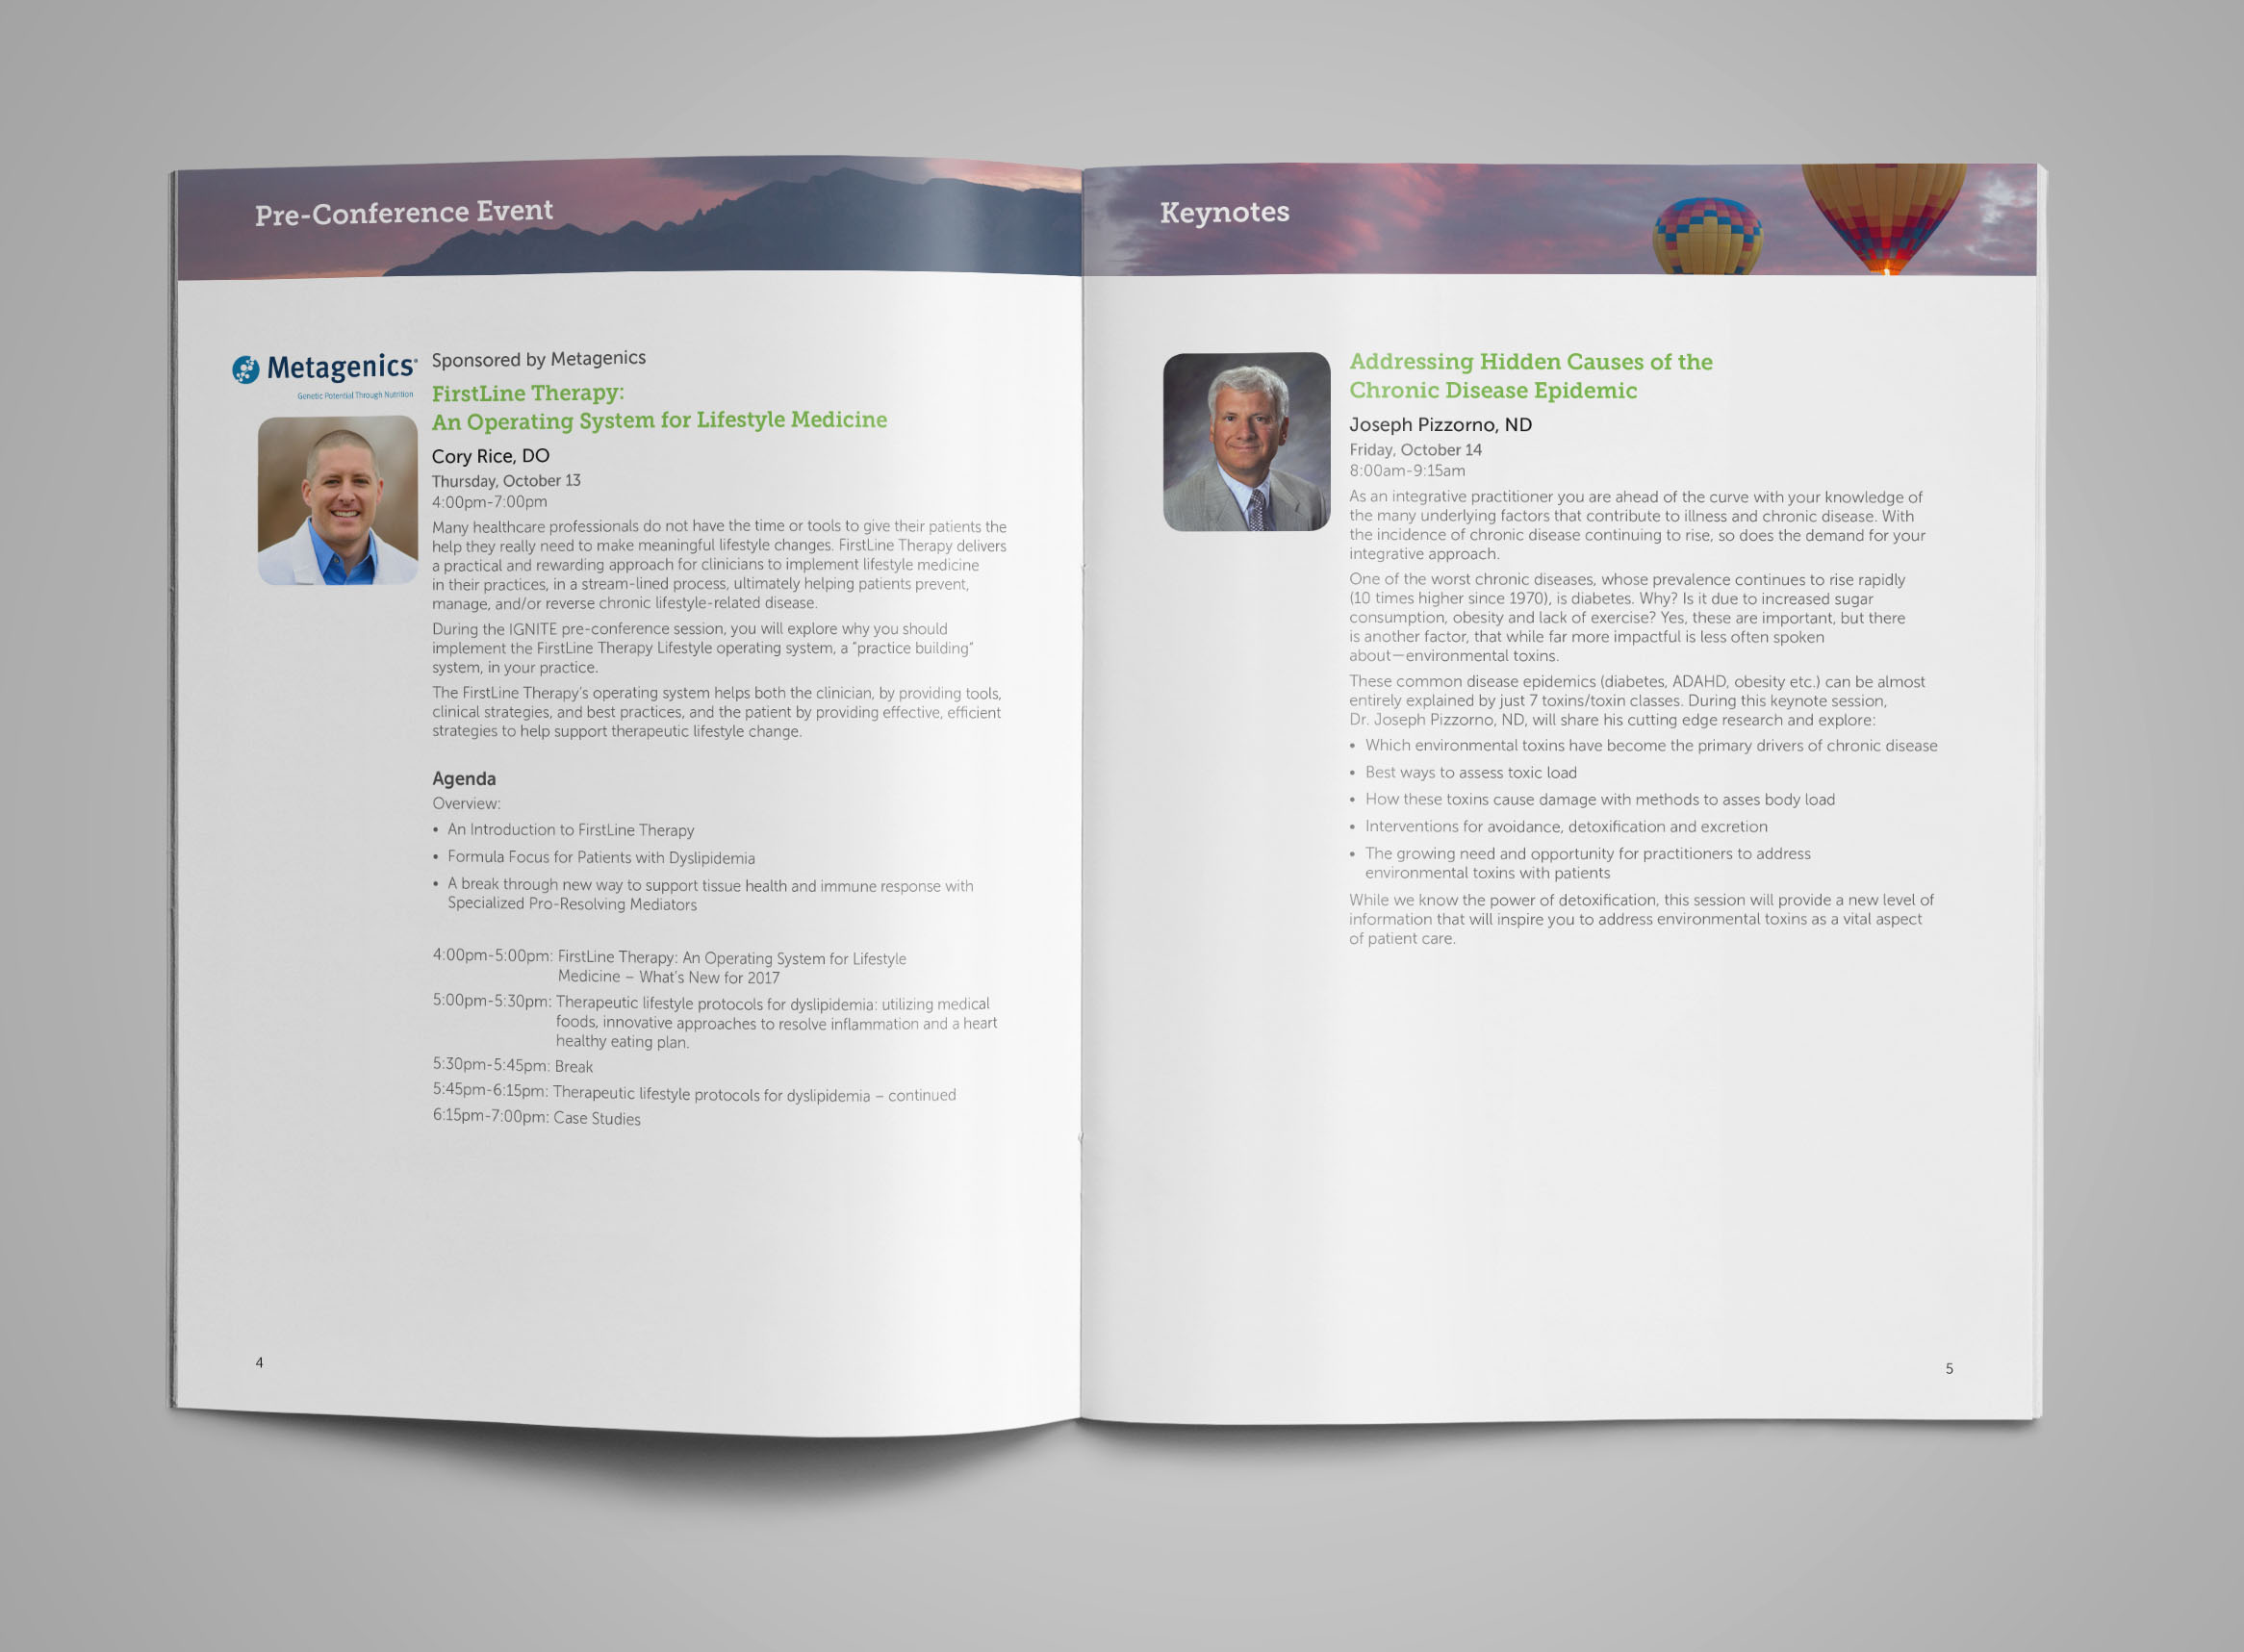 Pre-Conference Event
Metagenics®
Genetic Potential Through Nutrition
Sponsored by Metagenics
FirstLine Therapy:
An Operating System for Lifestyle Medicine
Cory Rice, DO
Thursday, October 13
4:00pm-7:00pm
Many healthcare professionals do not have the time or tools to give their patients the
help they really need to make meaningful lifestyle changes. FirstLine Therapy delivers
a practical and rewarding approach for clinicians to implement lifestyle medicine
in their practices, in a stream-lined process, ultimately helping patients prevent,
manage, and/or reverse chronic lifestyle-related disease.
During the IGNITE pre-conference session, you will explore why you should
implement the FirstLine Therapy Lifestyle operating system, a "practice building"
system, in your practice.
The FirstLine Therapy's operating system helps both the clinician, by providing tools,
clinical strategies, and best practices, and the patient by providing effective, efficient
strategies to help support therapeutic lifestyle change.
Agenda
Overview:
• An Introduction to FirstLine Therapy
• Formula Focus for Patients with Dyslipidemia
• A break through new way to support tissue health and immune response with
Specialized Pro-Resolving Mediators
4:00pm-5:00pm: FirstLine Therapy: An Operating System for Lifestyle
Medicine – What's New for 2017
5:00pm-5:30pm: Therapeutic lifestyle protocols for dyslipidemia: utilizing medical
foods, innovative approaches to resolve inflammation and a heart
healthy eating plan.
5:30pm-5:45pm: Break
5:45pm-6:15pm: Therapeutic lifestyle protocols for dyslipidemia – continued
6:15pm-7:00pm: Case Studies
4
Keynotes
Addressing Hidden Causes of the
Chronic Disease Epidemic
Joseph Pizzorno, ND
Friday, October 14
8:00am-9:15am
As an integrative practitioner you are ahead of the curve with your knowledge of
the many underlying factors that contribute to illness and chronic disease. With
the incidence of chronic disease continuing to rise, so does the demand for your
integrative approach.
One of the worst chronic diseases, whose prevalence continues to rise rapidly
(10 times higher since 1970), is diabetes. Why? Is it due to increased sugar
consumption, obesity and lack of exercise? Yes, these are important, but there
is another factor, that while far more impactful is less often spoken
about—environmental toxins.
These common disease epidemics (diabetes, ADAHD, obesity etc.) can be almost
entirely explained by just 7 toxins/toxin classes. During this keynote session,
Dr. Joseph Pizzorno, ND, will share his cutting edge research and explore:
• Which environmental toxins have become the primary drivers of chronic disease
• Best ways to assess toxic load
• How these toxins cause damage with methods to asses body load
• Interventions for avoidance, detoxification and excretion
• The growing need and opportunity for practitioners to address
environmental toxins with patients
While we know the power of detoxification, this session will provide a new level of
information that will inspire you to address environmental toxins as a vital aspect
of patient care.
5